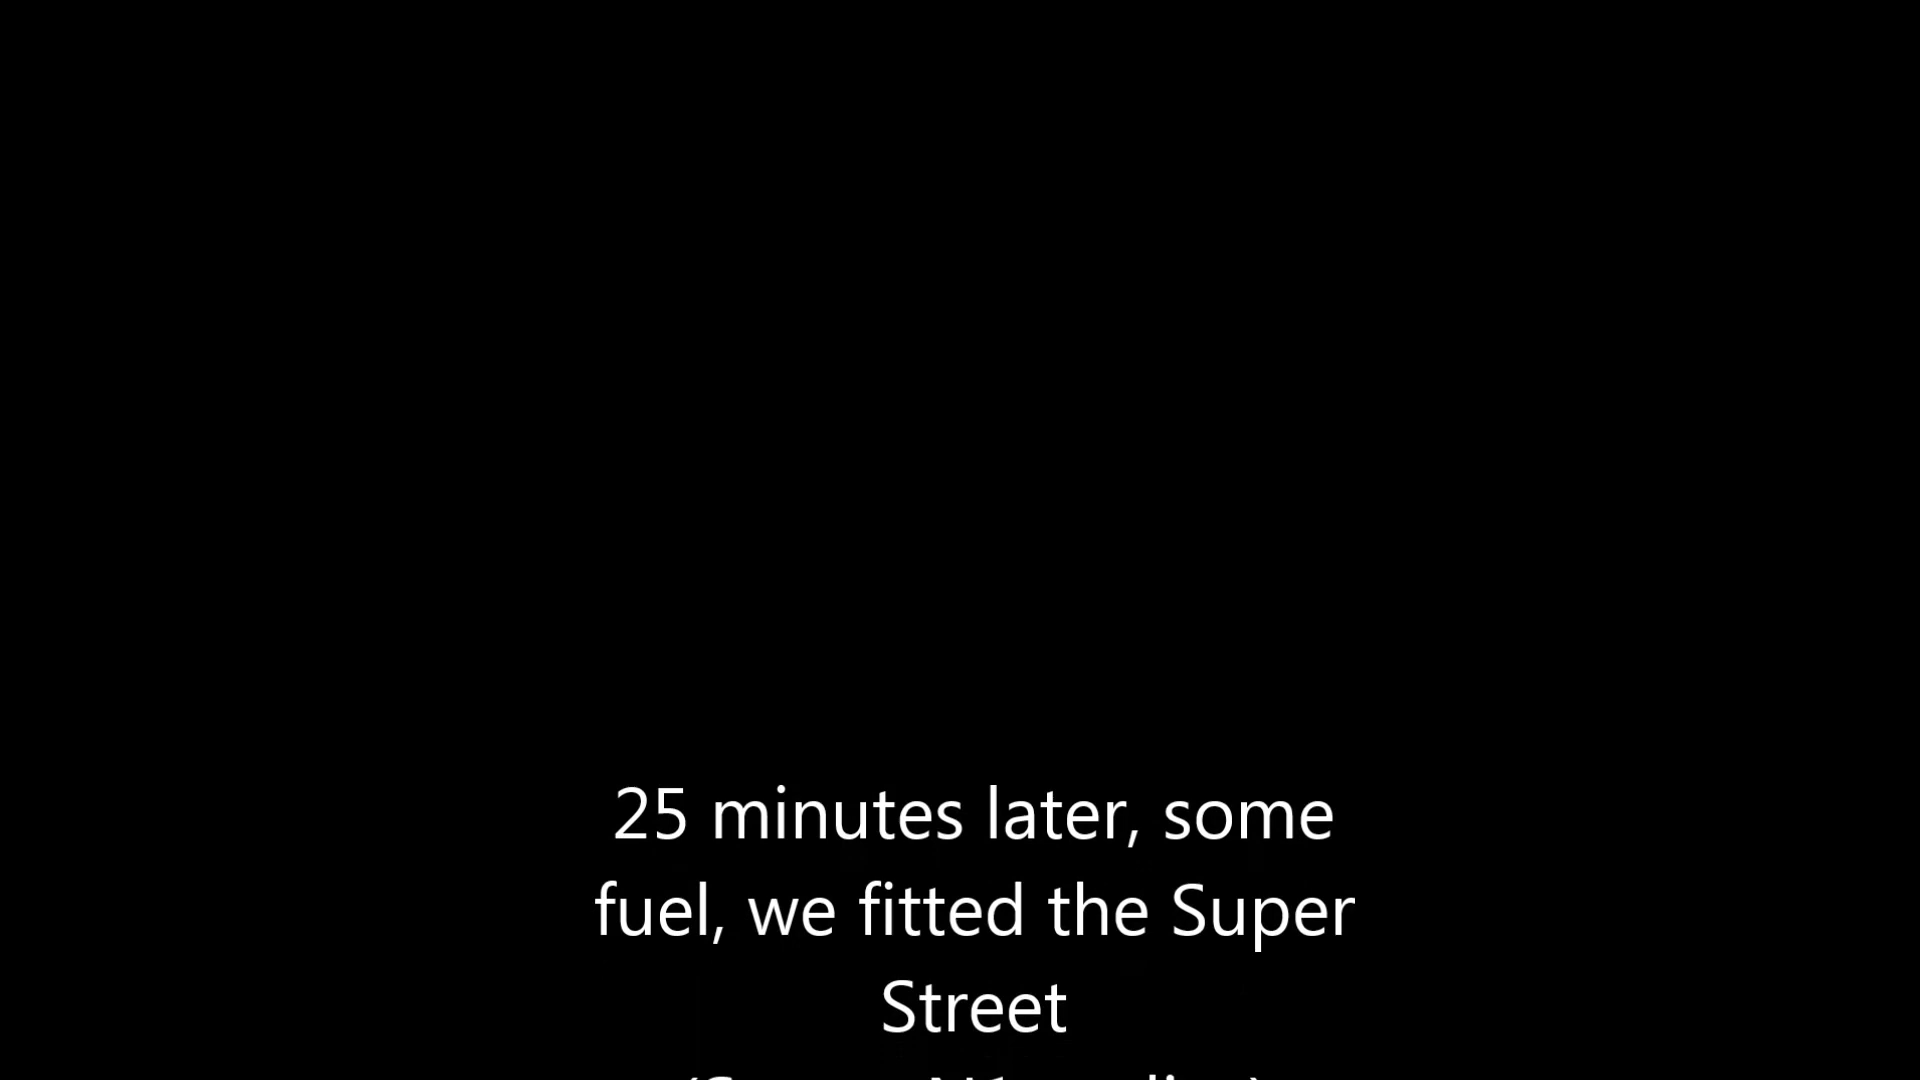 25 minutes later, some
fuel, we fitted the Super
Street